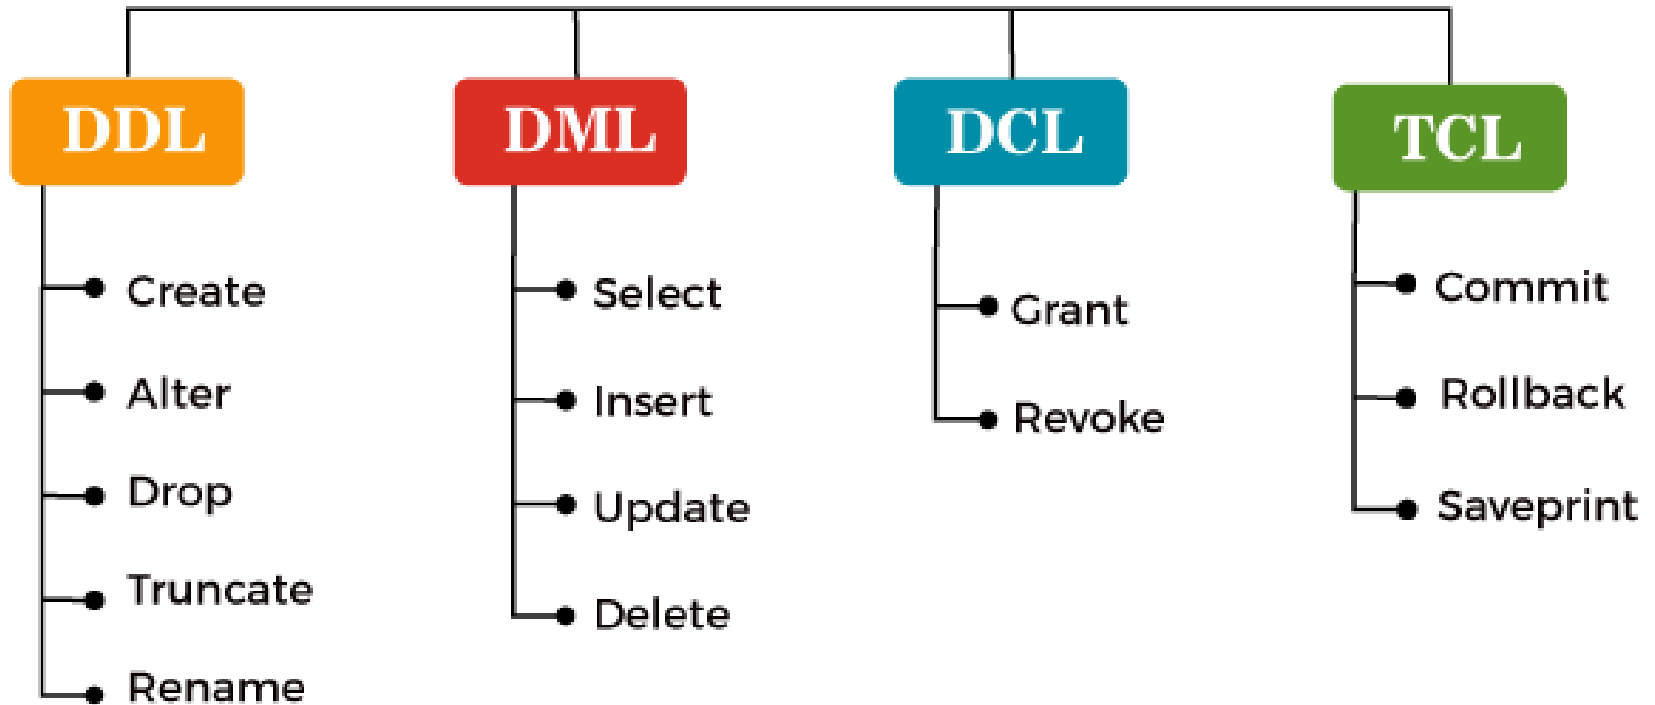 DDL
Create
Alter
Drop
Truncate
Rename
DML
Select
Insert
Update
Delete
DCL
Grant
Revoke
TCL
Commit
Rollback
Saveprint